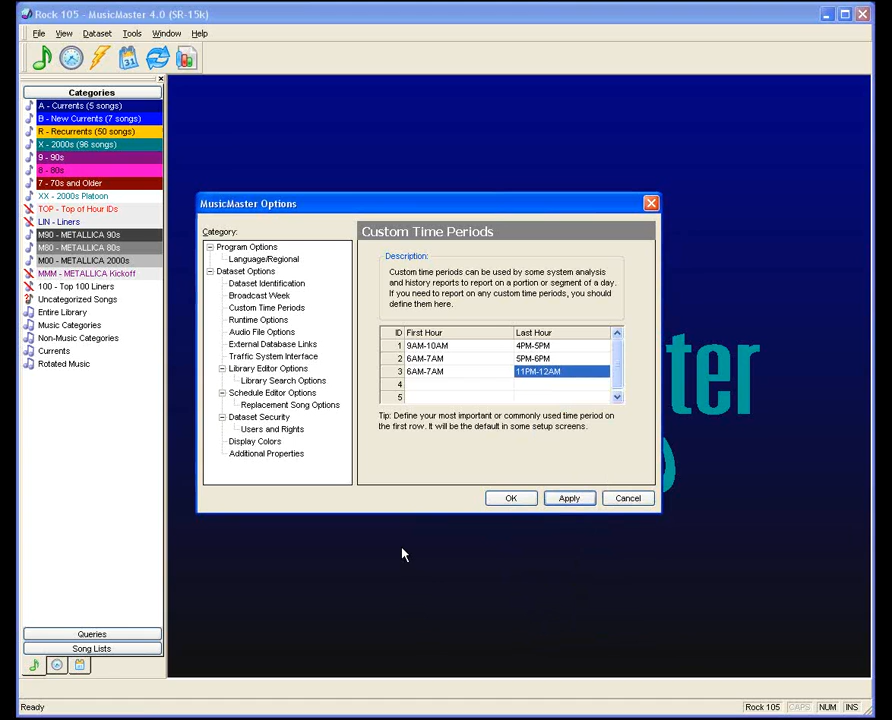 Rock 105 - MusicMaster 4.0 (SR-15k)
File View Dataset Tools Window Help
31
Categories
A - Currents (5 songs)
B - New Currents (7 songs)
R - Recurrents (50 songs)
X - 2000s (96 songs)
9 - 90s
8 - 80s
7 - 70s and Older
XX - 2000s Platoon
TOP - Top of Hour IDs
LIN - Liners
M90 - METALLICA 90s
M80 - METALLICA 80s
M00 - METALLICA 2000s
MMM - METALLICA Kickoff
100 - Top 100 Liners
Uncategorized Songs
Entire Library
Music Categories
Non-Music Categories
Currents
Rotated Music
Queries
Song Lists
MusicMaster Options
Category:
Program Options
Language/Regional
Dataset Options
Dataset Identification
Broadcast Week
Custom Time Periods
Runtime Options
Audio File Options
External Database Links
Traffic System Interface
Library Editor Options
Library Search Options
Schedule Editor Options
Replacement Song Options
Dataset Security
Users and Rights
Display Colors
Additional Properties
Custom Time Periods
Description:
Custom time periods can be used by some system analysis
and history reports to report on a portion or segment of a day.
If you need to report on any custom time periods, you should
define them here.
ID First Hour Last Hour
1 9AM-10AM 4PM-5PM
2 6AM-7AM 5PM-6PM
3 6AM-7AM 11PM-12AM
4
5
Tip: Define your most important or commonly used time period on
the first row. It will be the default in some setup screens.
OK Apply Cancel
ter
Ready Rock 105 CAPS NUM INS